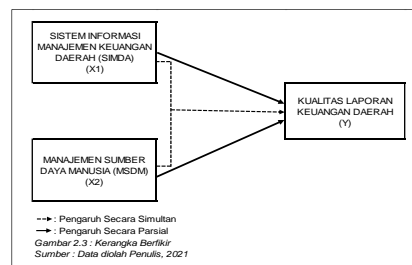 SISTEM INFORMASI
MANAJEMEN KEUANGAN
DAERAH (SIMDA)
(X1)
KUALITAS LAPORAN
KEUANGAN DAERAH
(Y)
MANAJEMEN SUMBER
DAYA MANUSIA (MSDM)
(X2)
: Pengaruh Secara Simultan
: Pengaruh Secara Parsial
Gambar 2.3 : Kerangka Berfikir
Sumber : Data diolah Penulis, 2021